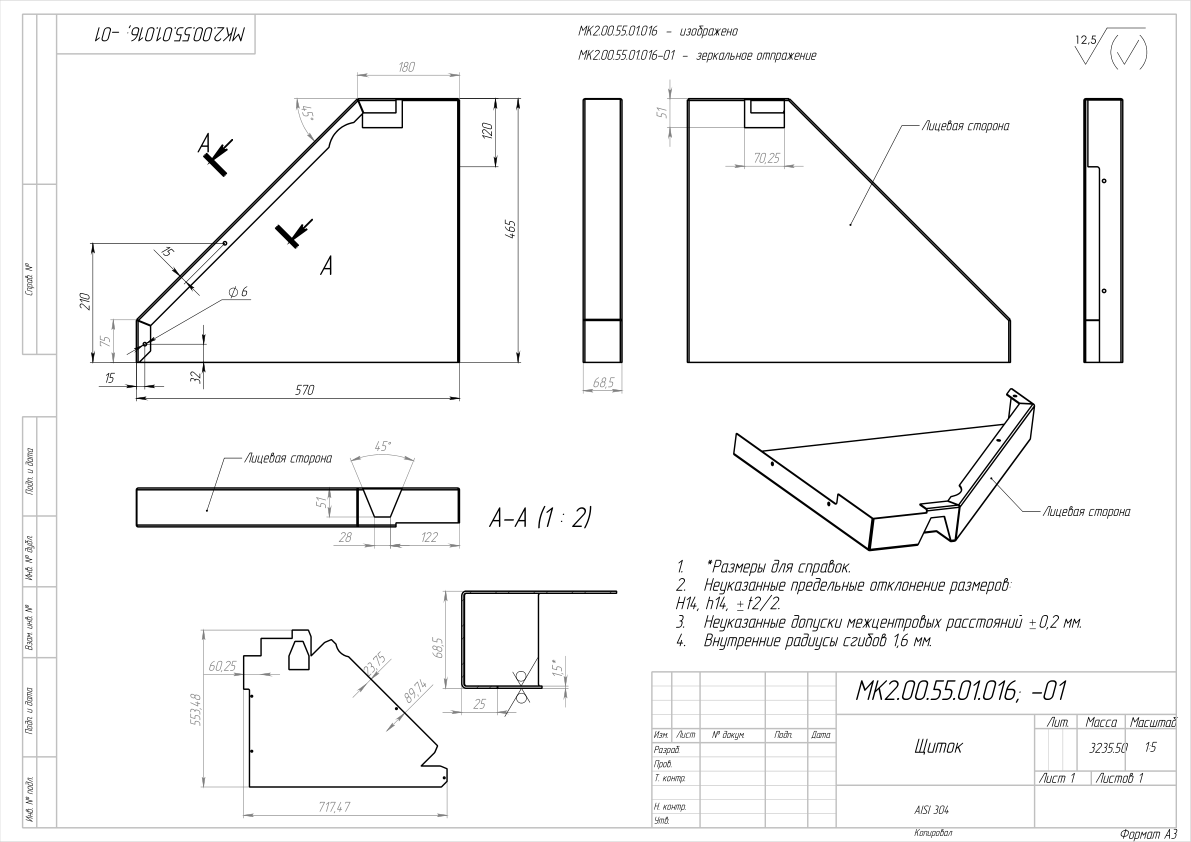 МК2.00.55.01.016; -01
МК2.00.55.01.016 - изображено
МК2.00.55.01.016-01 - зеркальное отпражение
12,5
180
45°
А
А
120
465
15
210
Ø 6
75
15
32
570
68,5
51
70,25
Лицевая сторона
Справ. №
Подп. и дата
Инв. № дубл.
Взам. инв. №
Подп. и дата
Инв. № подл.
Лицевая сторона
45°
51
28
122
А-А (1 : 2)
Лицевая сторона
68,5
25
1,5*
60,25
553,48
23,75
89,74
717,47
1. *Размеры для справок.
2. Неуказанные предельные отклонение размеров:
Н14, h14, ± t2/2.
3. Неуказанные допуски межцентровых расстояний ± 0,2 мм.
4. Внутренние радиусы сгибов 1,6 мм.
МК2.00.55.01.016; -01
Изм. Лист № докум. Подп. Дата
Разраб.
Пров.
Т. контр.
Н. контр.
Утв.
Щиток
Лит. Масса Масштаб
3235.50 1:5
Лист 1 Листов 1
AISI 304
Копировал
Формат А3